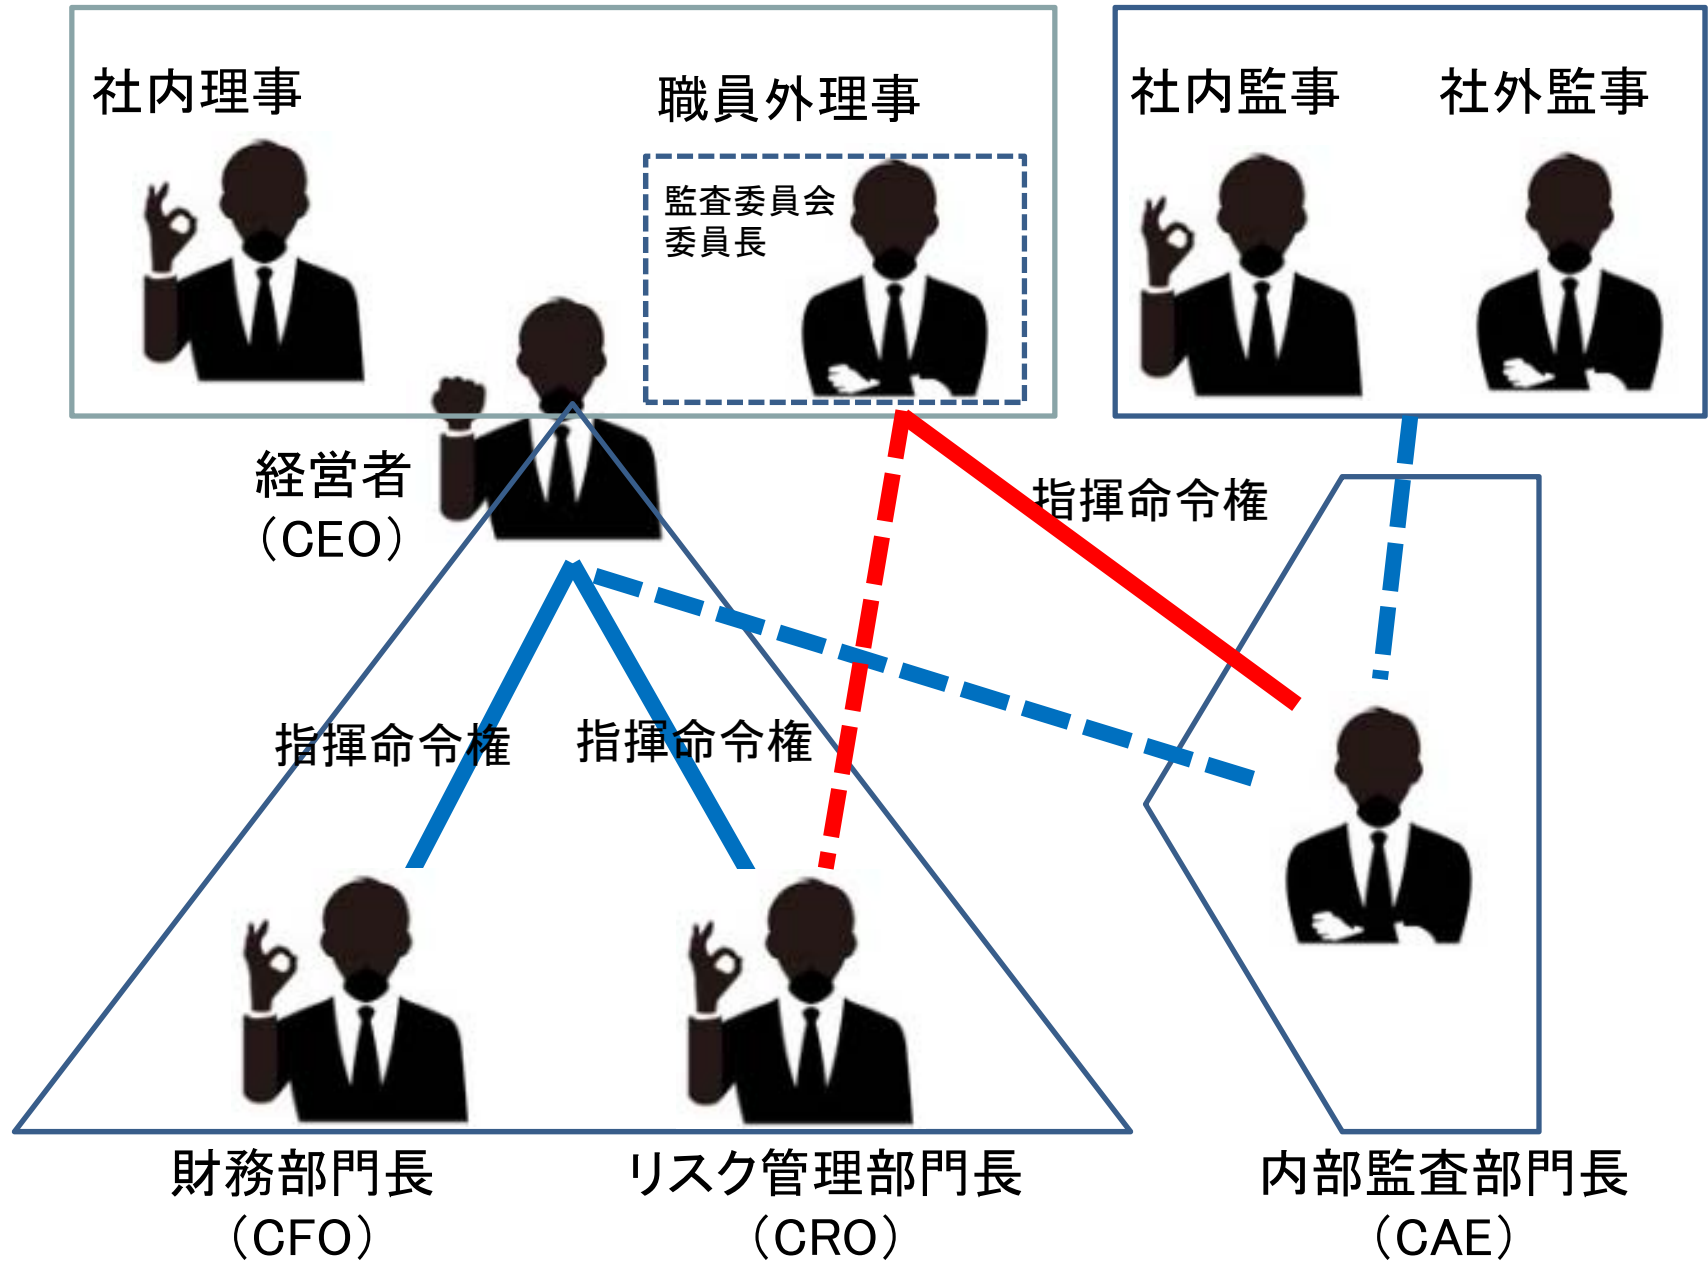 社内理事
職員外理事
社内監事
社外監事
監査委員会
委員長
経営者
（CEO）
指揮命令権
指揮命令権
指揮命令権
財務部門長
（CFO）
リスク管理部門長
（CRO）
内部監査部門長
（CAE）